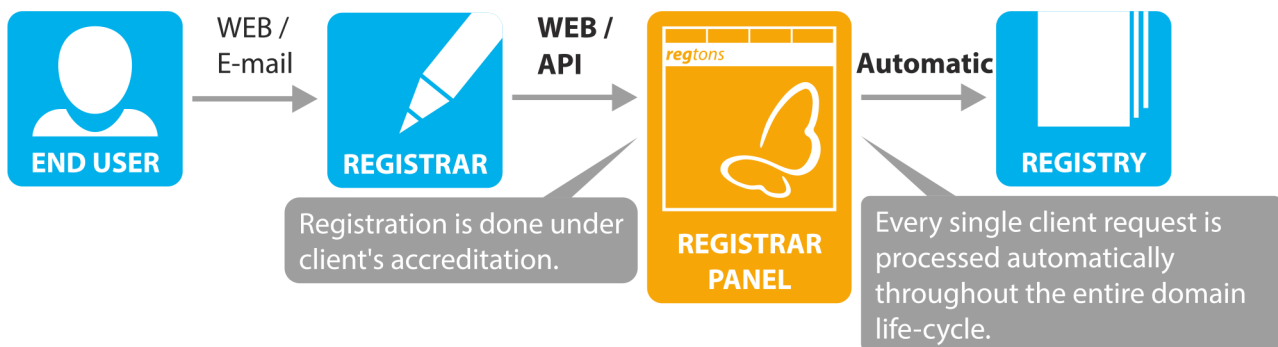 WEB /
E-mail
WEB /
API
regtons
Automatic
END USER
REGISTRAR
REGISTRY
Registration is done under
client's accreditation.
REGISTRAR
PANEL
Every single client request is
processed automatically
throughout the entire domain
life-cycle.